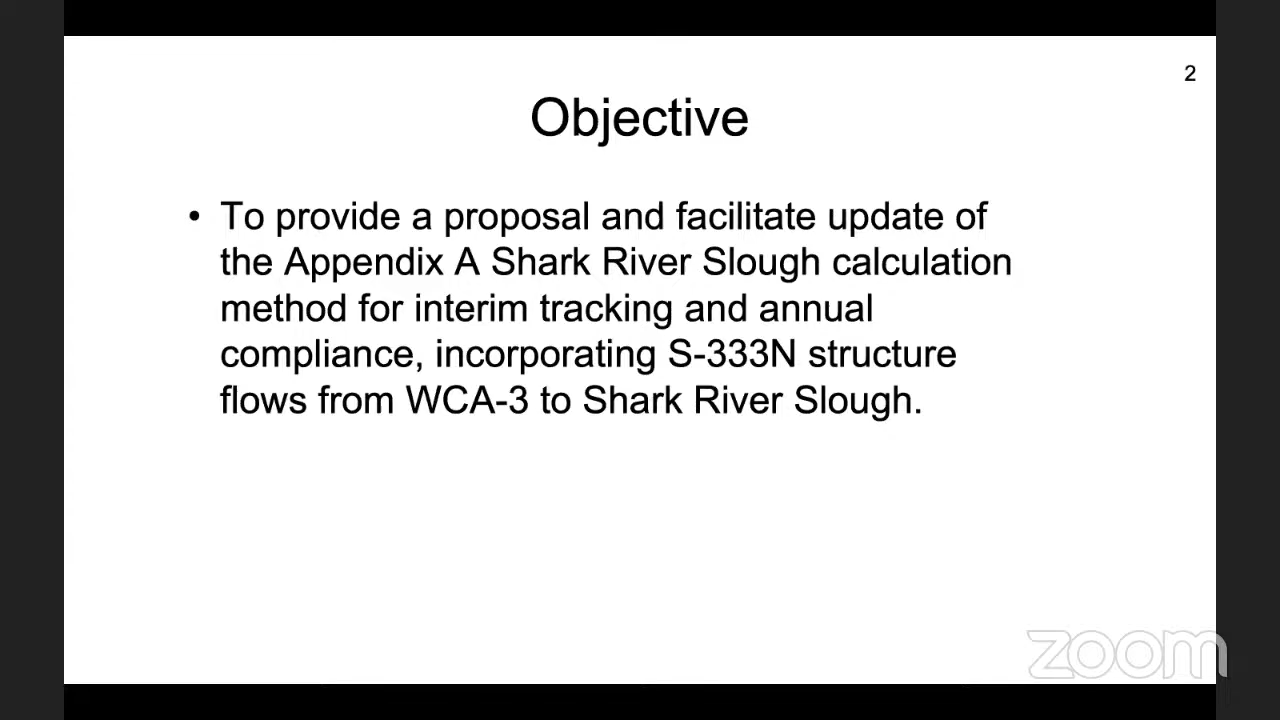 2
Objective
• To provide a proposal and facilitate update of
the Appendix A Shark River Slough calculation
method for interim tracking and annual
compliance, incorporating S-333N structure
flows from WCA-3 to Shark River Slough.
zoom